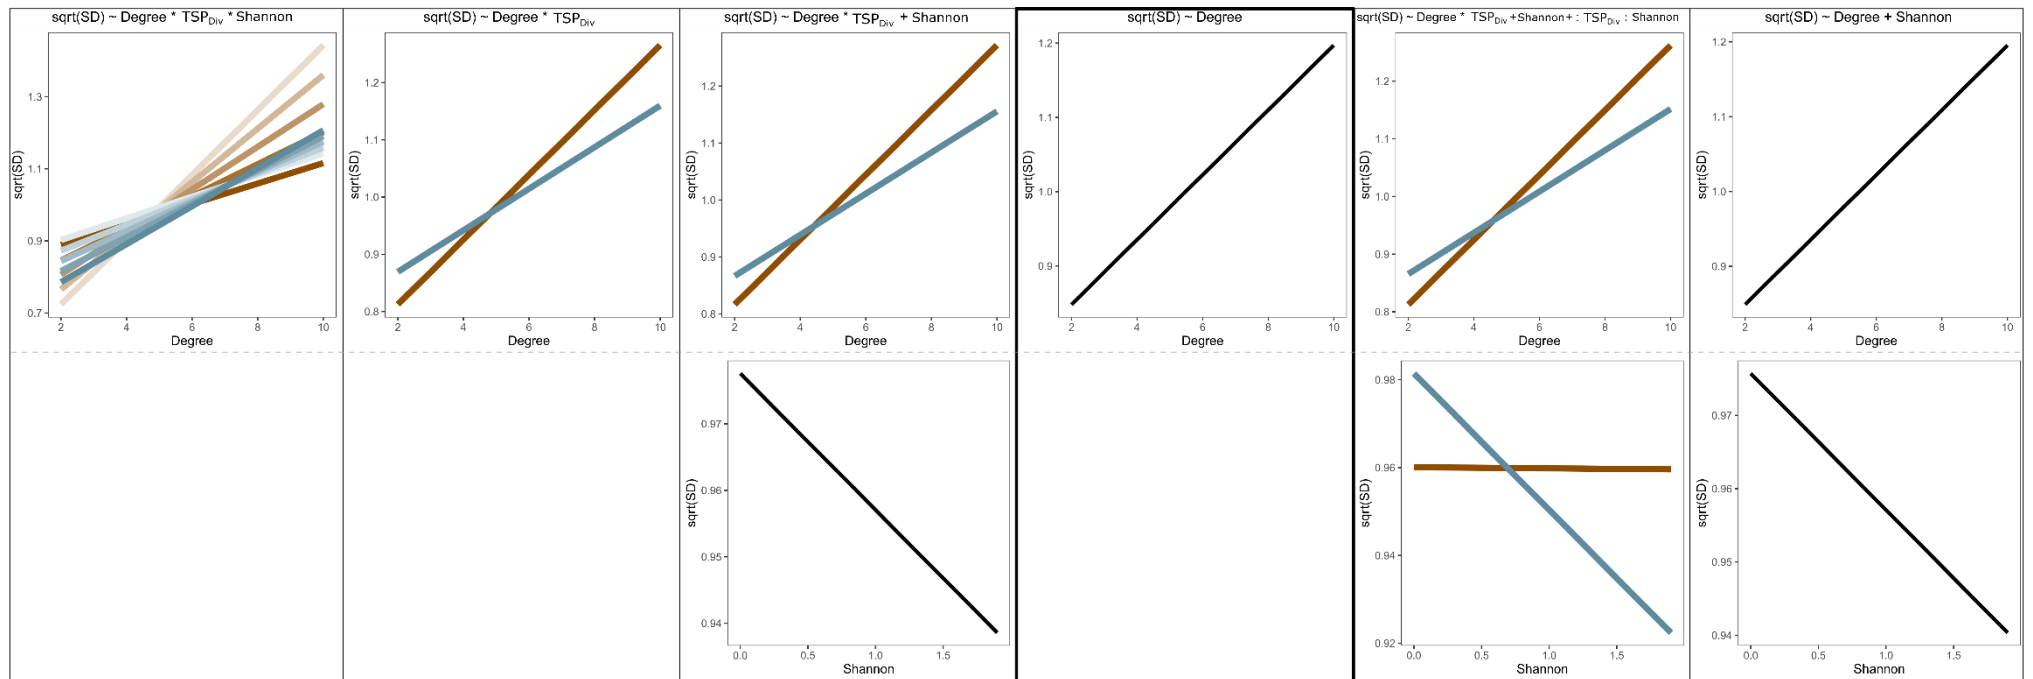 sqrt(SD) ~ Degree * TSPDiv * Shannon
sqrt(SD) ~ Degree * TSPDiv
sqrt(SD) ~ Degree * TSPDiv + Shannon
sqrt(SD) ~ Degree
sqrt(SD) ~ Degree * TSPDiv +Shannon+ : TSPDiv : Shannon
sqrt(SD) ~ Degree + Shannon
sqrt(SD)
1.3
1.1
0.9
0.7
2 4 6 8 10
Degree
sqrt(SD)
1.2
1.1
1.0
0.9
0.8
2 4 6 8 10
Degree
sqrt(SD)
1.2
1.1
1.0
0.9
0.8
2 4 6 8 10
Degree
sqrt(SD)
1.2
1.1
1.0
0.9
2 4 6 8 10
Degree
sqrt(SD)
1.2
1.1
1.0
0.9
0.8
2 4 6 8 10
Degree
sqrt(SD)
1.2
1.1
1.0
0.9
2 4 6 8 10
Degree
sqrt(SD)
0.97
0.96
0.95
0.94
0.0 0.5 1.0 1.5
Shannon
sqrt(SD)
0.98
0.96
0.94
0.92
0.0 0.5 1.0 1.5
Shannon
sqrt(SD)
0.97
0.96
0.95
0.94
0.0 0.5 1.0 1.5
Shannon